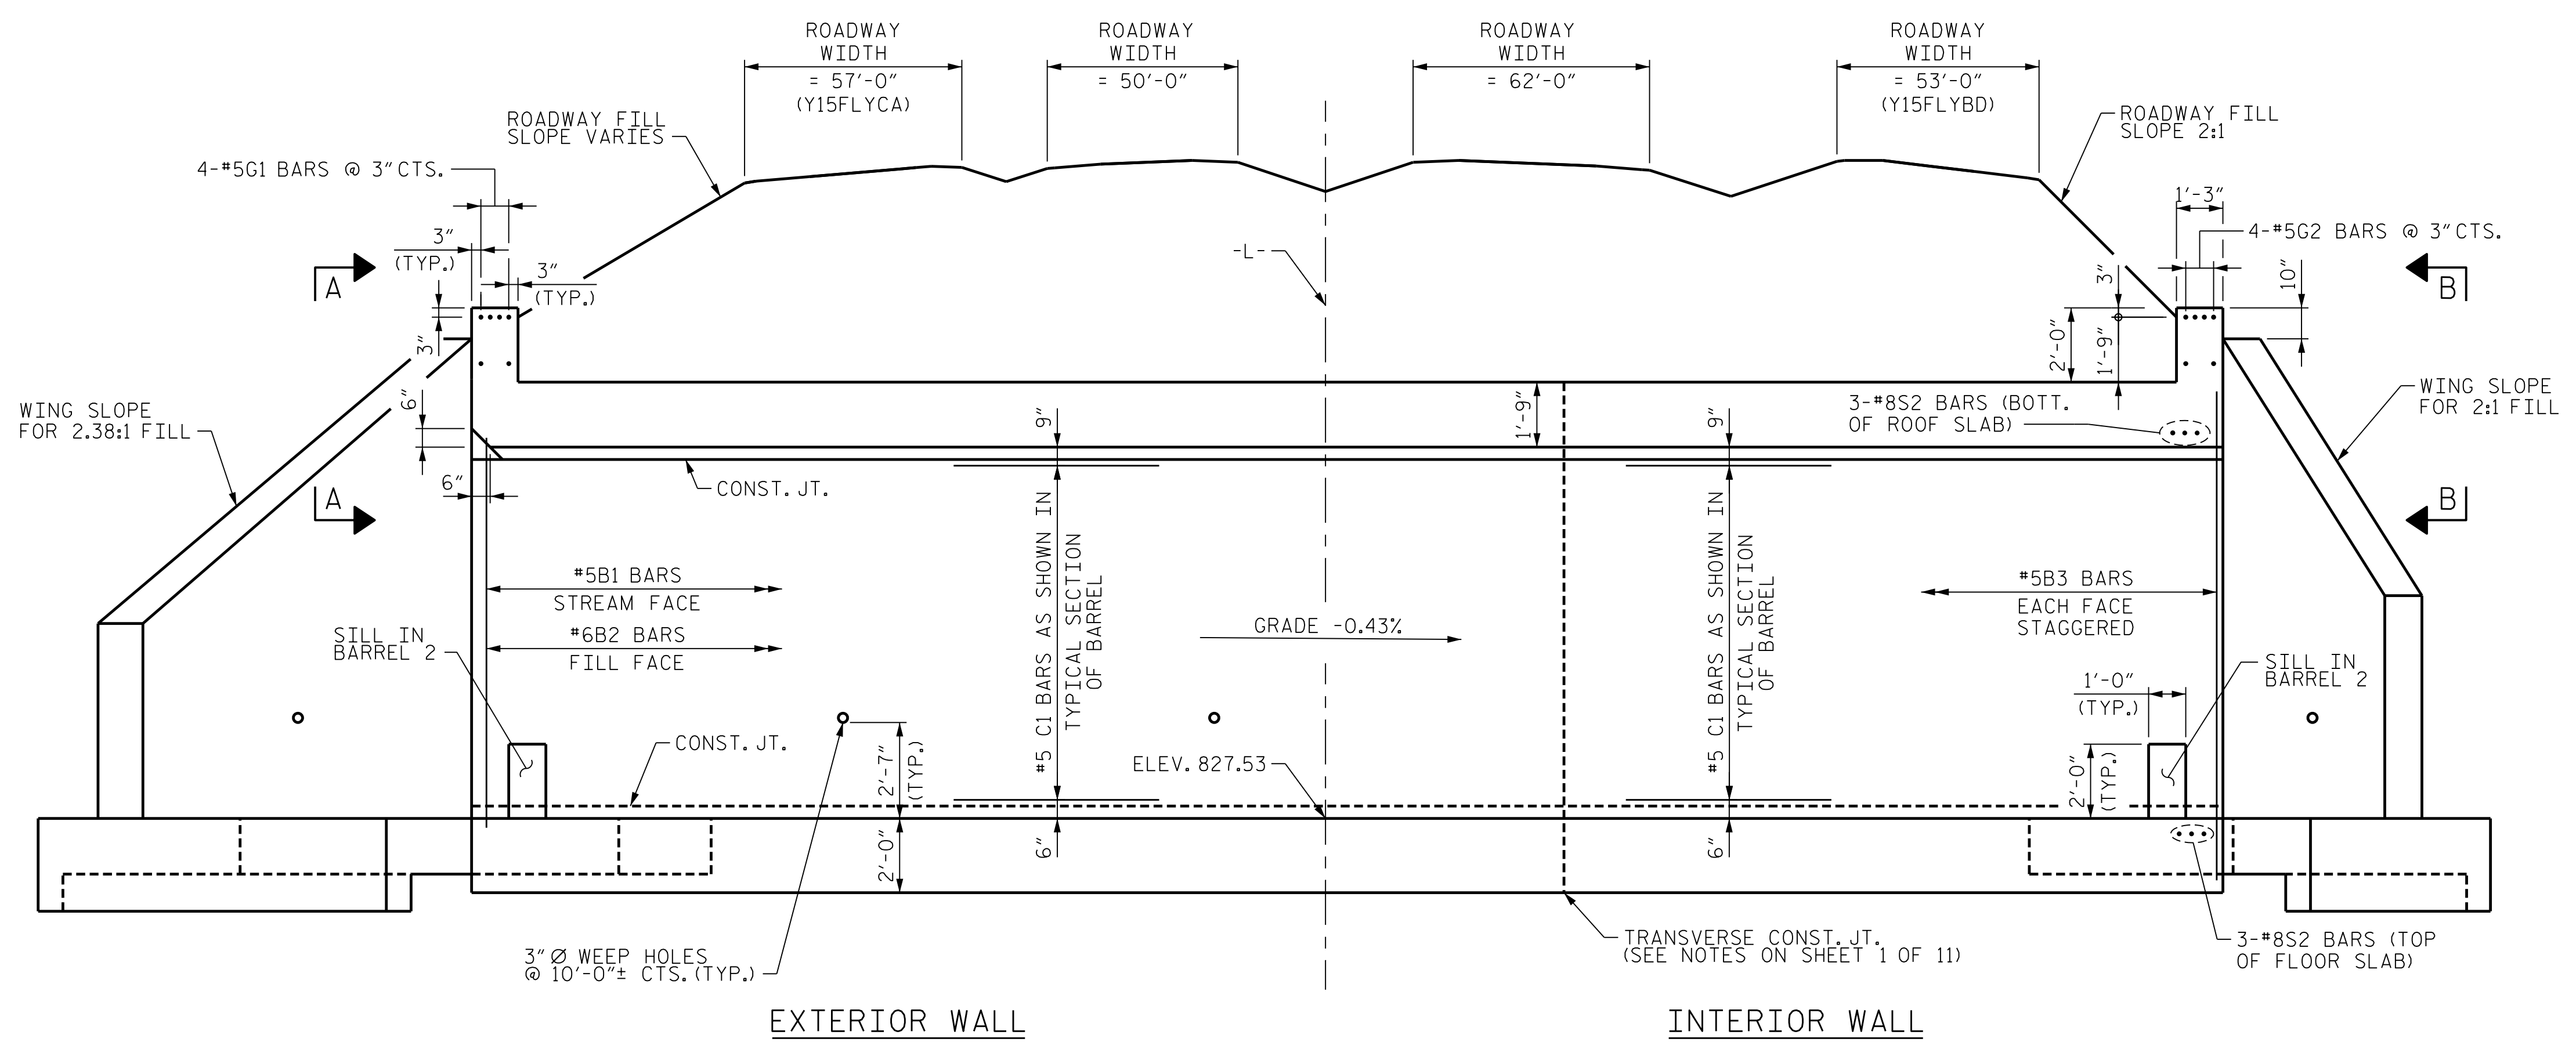 ROADWAY
WIDTH
= 57'-0"
(Y15FLYCA)
ROADWAY
WIDTH
= 50'-0"
ROADWAY
WIDTH
= 62'-0"
ROADWAY
WIDTH
= 53'-0"
(Y15FLYBD)
ROADWAY FILL
SLOPE VARIES
ROADWAY FILL
SLOPE 2:1
4-#5G1 BARS @ 3"CTS.
1'-3"
4-#5G2 BARS @ 3"CTS.
3"
(TYP.)
3"
(TYP.)
-L-
A
B
3"
10"
3"
2'-0"
1'-9"
6"
WING SLOPE
FOR 2.38:1 FILL
WING SLOPE
FOR 2:1 FILL
9"
1'-9"
9"
3-#8S2 BARS (BOTT.
OF ROOF SLAB)
6"
CONST. JT.
A
B
#5 C1 BARS AS SHOWN IN
TYPICAL SECTION
OF BARREL
#5 C1 BARS AS SHOWN IN
TYPICAL SECTION
OF BARREL
#5B1 BARS
STREAM FACE
#6B2 BARS
FILL FACE
#5B3 BARS
EACH FACE
STAGGERED
GRADE -0.43%
SILL IN
BARREL 2
SILL IN
BARREL 2
1'-0"
(TYP.)
CONST. JT.
2'-7"
(TYP.)
ELEV. 827.53
2'-0"
(TYP.)
2'-0"
6"
6"
3" Ø WEEP HOLES
@ 10'-0"± CTS. (TYP.)
TRANSVERSE CONST. JT.
(SEE NOTES ON SHEET 1 OF 11)
3-#8S2 BARS (TOP
OF FLOOR SLAB)
EXTERIOR WALL
INTERIOR WALL